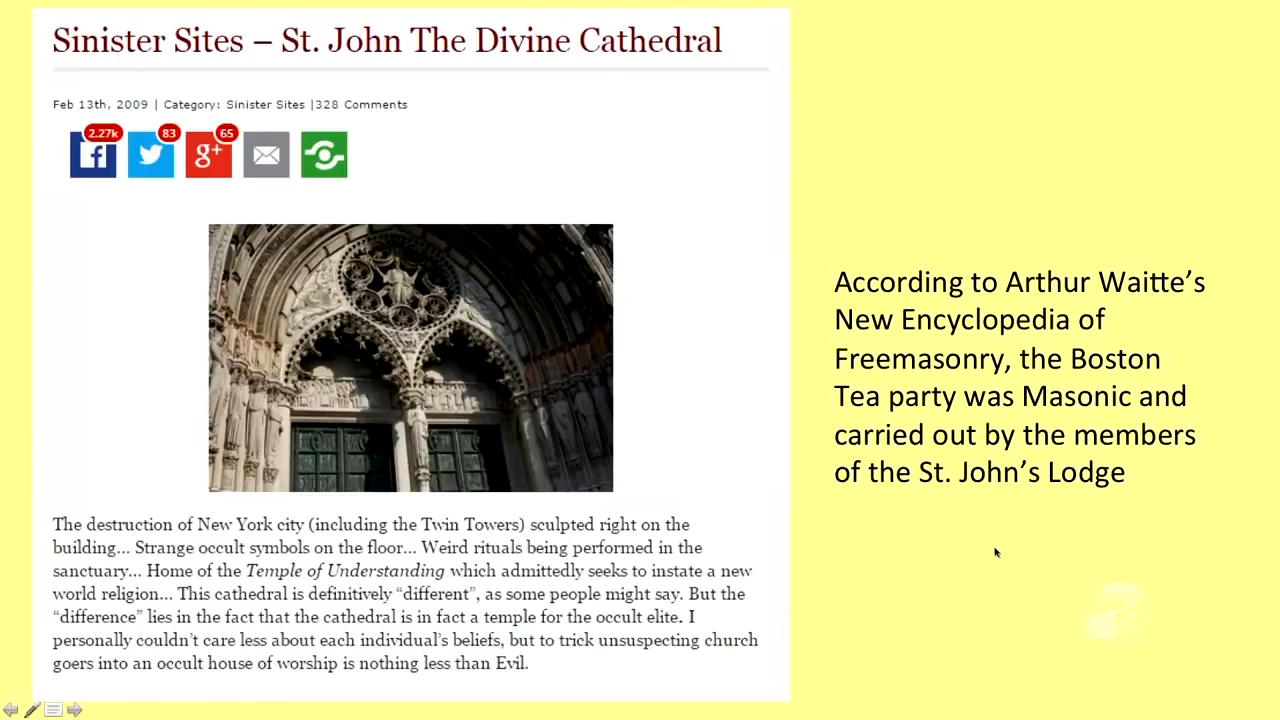 Sinister Sites – St. John The Divine Cathedral
Feb 13th, 2009 | Category: Sinister Sites |328 Comments
2.27k 83 65
f g+
The destruction of New York city (including the Twin Towers) sculpted right on the
building... Strange occult symbols on the floor... Weird rituals being performed in the
sanctuary... Home of the Temple of Understanding which admittedly seeks to instate a new
world religion... This cathedral is definitively “different”, as some people might say. But the
“difference” lies in the fact that the cathedral is in fact a temple for the occult elite. I
personally couldn’t care less about each individual’s beliefs, but to trick unsuspecting church
goers into an occult house of worship is nothing less than Evil.
According to Arthur Waitte’s
New Encyclopedia of
Freemasonry, the Boston
Tea party was Masonic and
carried out by the members
of the St. John’s Lodge